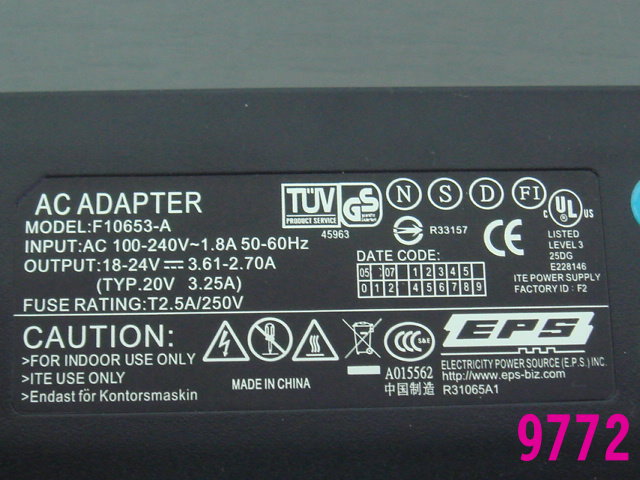 AC ADAPTER
MODEL:F10653-A
INPUT:AC 100-240V~1.8A 50-60Hz
OUTPUT:18-24V 3.61-2.70A
(TYP.20V 3.25A)
FUSE RATING:T2.5A/250V
TÜV
PRODUCT SERVICE
GS
45963
N S D FI
R33157
CE
UL
LISTED
LEVEL 3
25DG
E228146
ITE POWER SUPPLY
FACTORY ID: F2
DATE CODE:
05 07 1 2 3 4 5
0 1 2 6 7 8 9
CAUTION:
>FOR INDOOR USE ONLY
>ITE USE ONLY
>Endast för Kontorsmaskin
MADE IN CHINA
CCC S&E
A015562
中国制造
EPS
ELECTRICITY POWER SOURCE (E.P.S.) INC.
http://www.eps-biz.com
R31065A1
9772